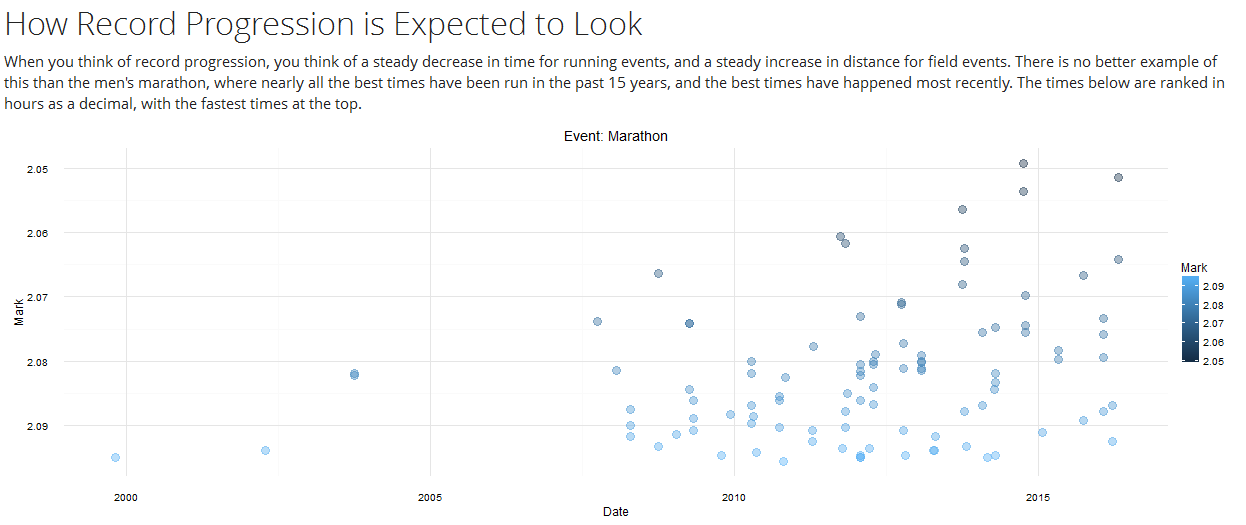 How Record Progression is Expected to Look
When you think of record progression, you think of a steady decrease in time for running events, and a steady increase in distance for field events. There is no better example of
this than the men's marathon, where nearly all the best times have been run in the past 15 years, and the best times have happened most recently. The times below are ranked in
hours as a decimal, with the fastest times at the top.
Event: Marathon
2.05
2.06
2.07
2.08
2.09
Mark
2000
2005
2010
2015
Date
Mark
2.09
2.08
2.07
2.06
2.05